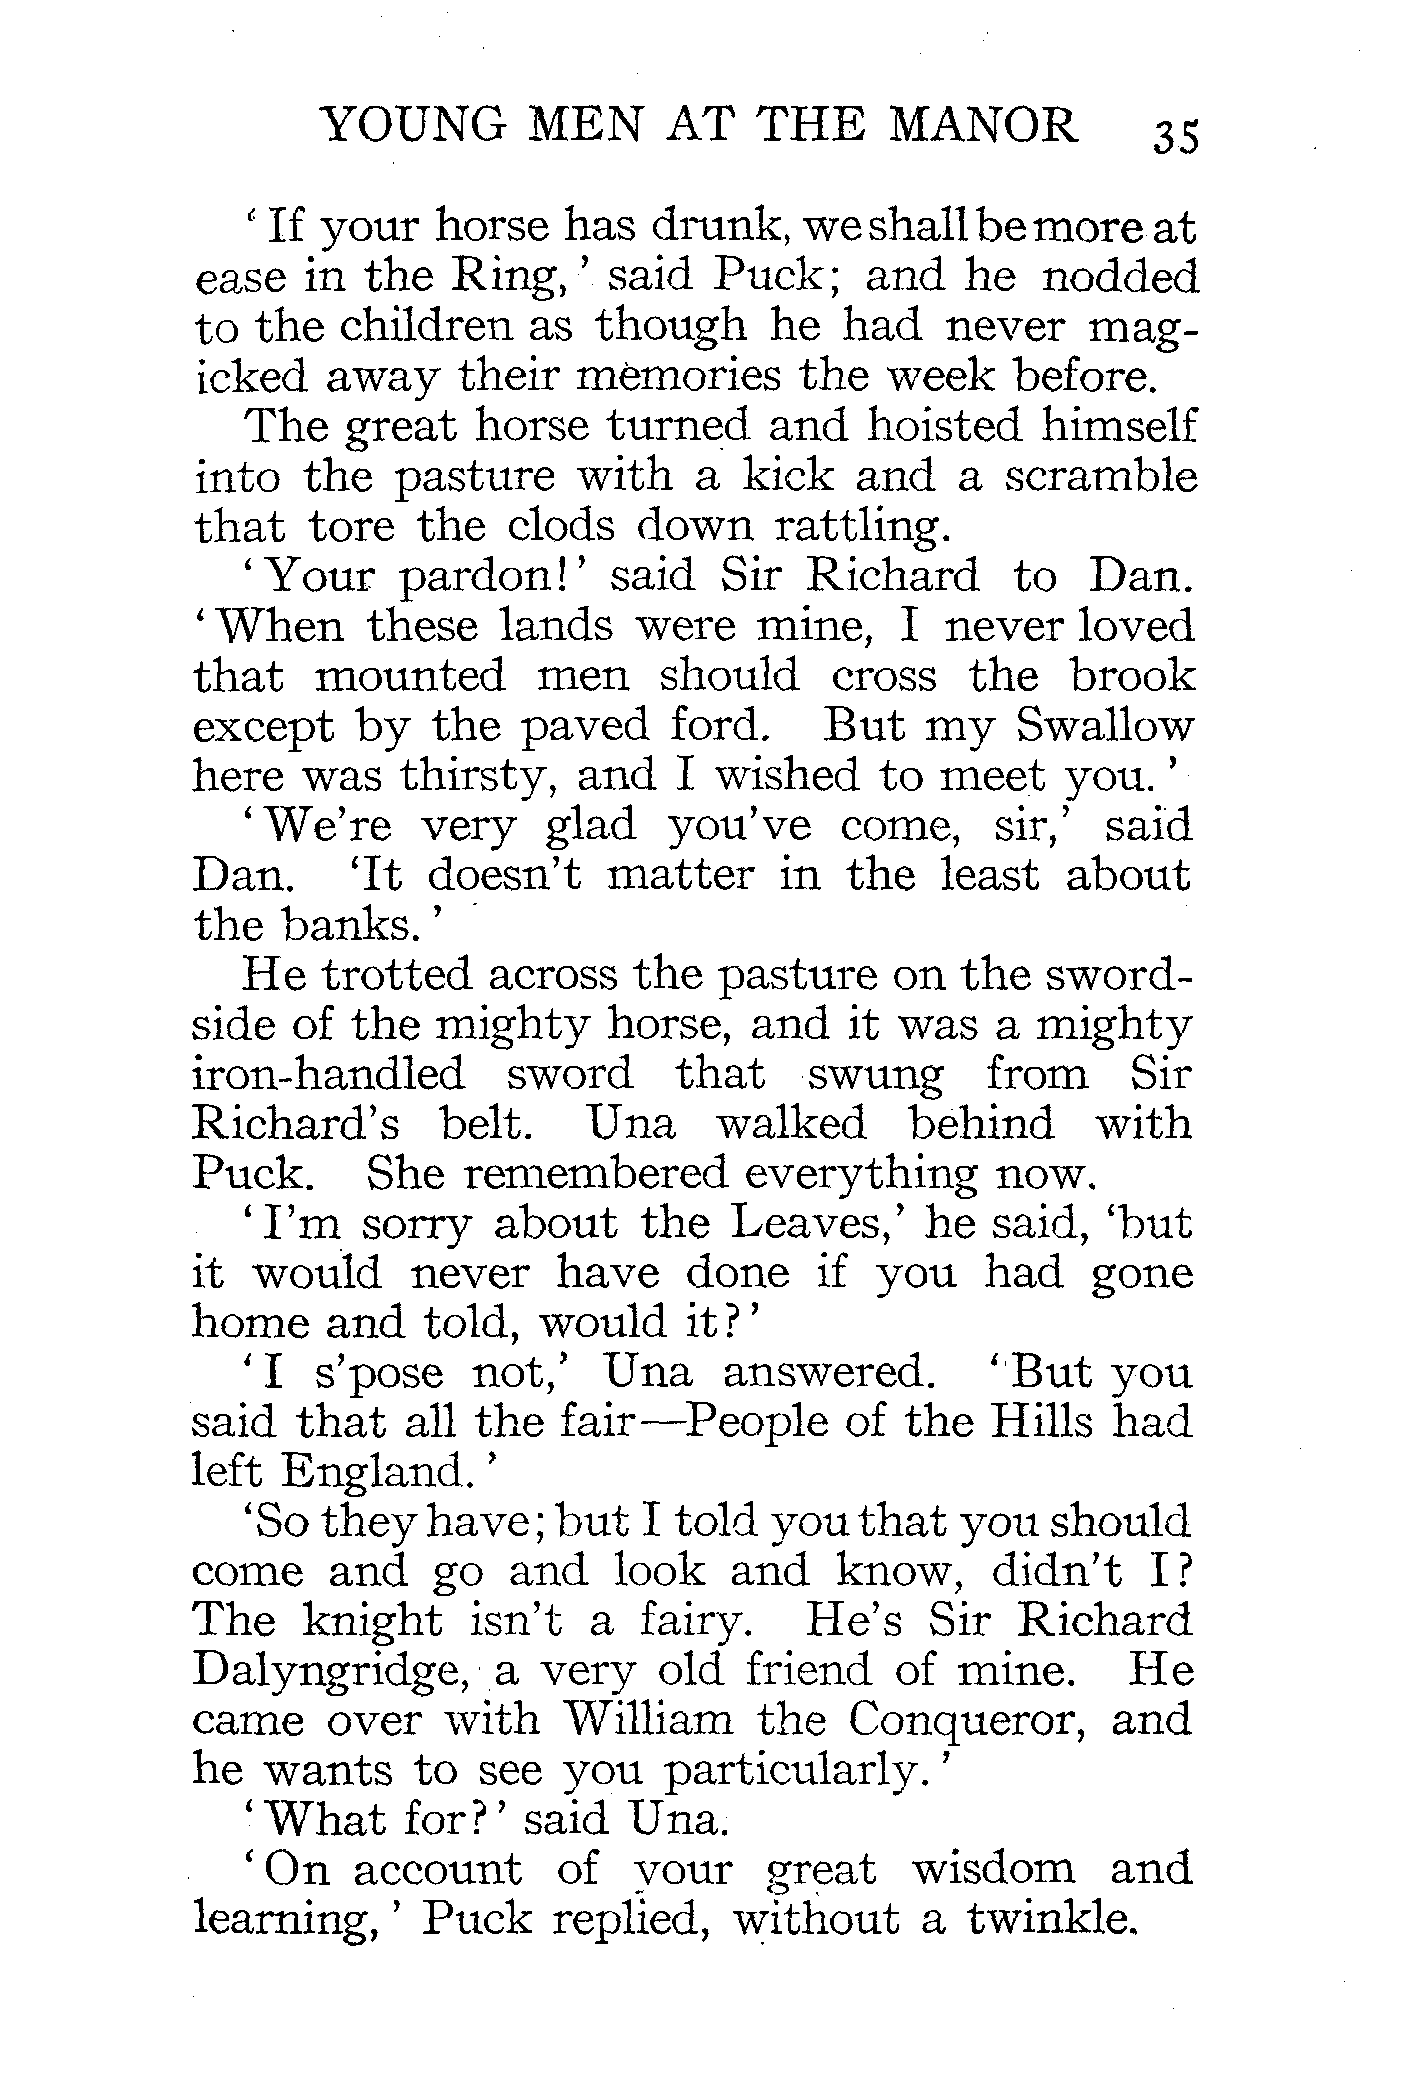 YOUNG MEN AT THE MANOR 35
‘If your horse has drunk, we shall be more at
ease in the Ring,’ said Puck; and he nodded
to the children as though he had never mag-
icked away their memories the week before.
The great horse turned and hoisted himself
into the pasture with a kick and a scramble
that tore the clods down rattling.
‘Your pardon!’ said Sir Richard to Dan.
‘When these lands were mine, I never loved
that mounted men should cross the brook
except by the paved ford. But my Swallow
here was thirsty, and I wished to meet you.’
‘We’re very glad you’ve come, sir,’ said
Dan. ‘It doesn’t matter in the least about
the banks.’
He trotted across the pasture on the sword-
side of the mighty horse, and it was a mighty
iron-handled sword that swung from Sir
Richard’s belt. Una walked behind with
Puck. She remembered everything now.
‘I’m sorry about the Leaves,’ he said, ‘but
it would never have done if you had gone
home and told, would it?’
‘I s’pose not,’ Una answered. ‘But you
said that all the fair—People of the Hills had
left England.’
‘So they have; but I told you that you should
come and go and look and know, didn’t I?
The knight isn’t a fairy. He’s Sir Richard
Dalyngridge, a very old friend of mine. He
came over with William the Conqueror, and
he wants to see you particularly.’
‘What for?’ said Una.
‘On account of your great wisdom and
learning,’ Puck replied, without a twinkle.